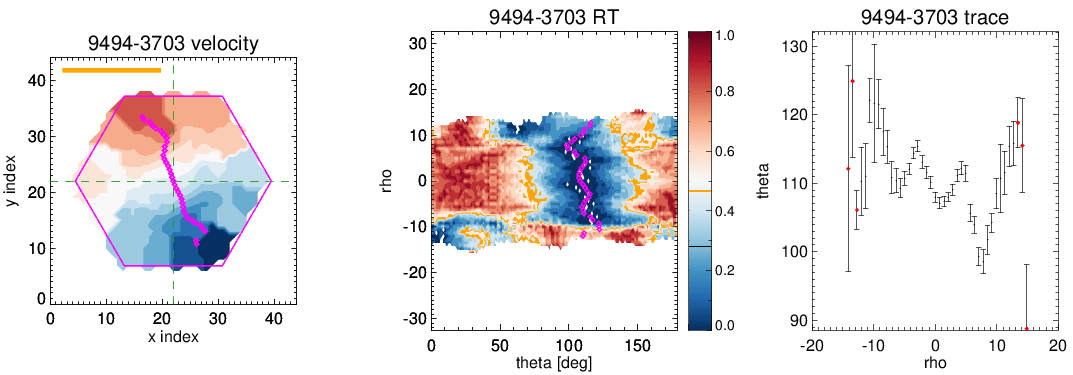 9494-3703 velocity
y index
40
30
20
10
0
0 10 20 30 40
x index
9494-3703 RT
rho
30
20
10
0
-10
-20
-30
0 50 100 150
theta [deg]
1.0
0.8
0.6
0.4
0.2
0.0
9494-3703 trace
theta
130
120
110
100
90
-20 -10 0 10 20
rho